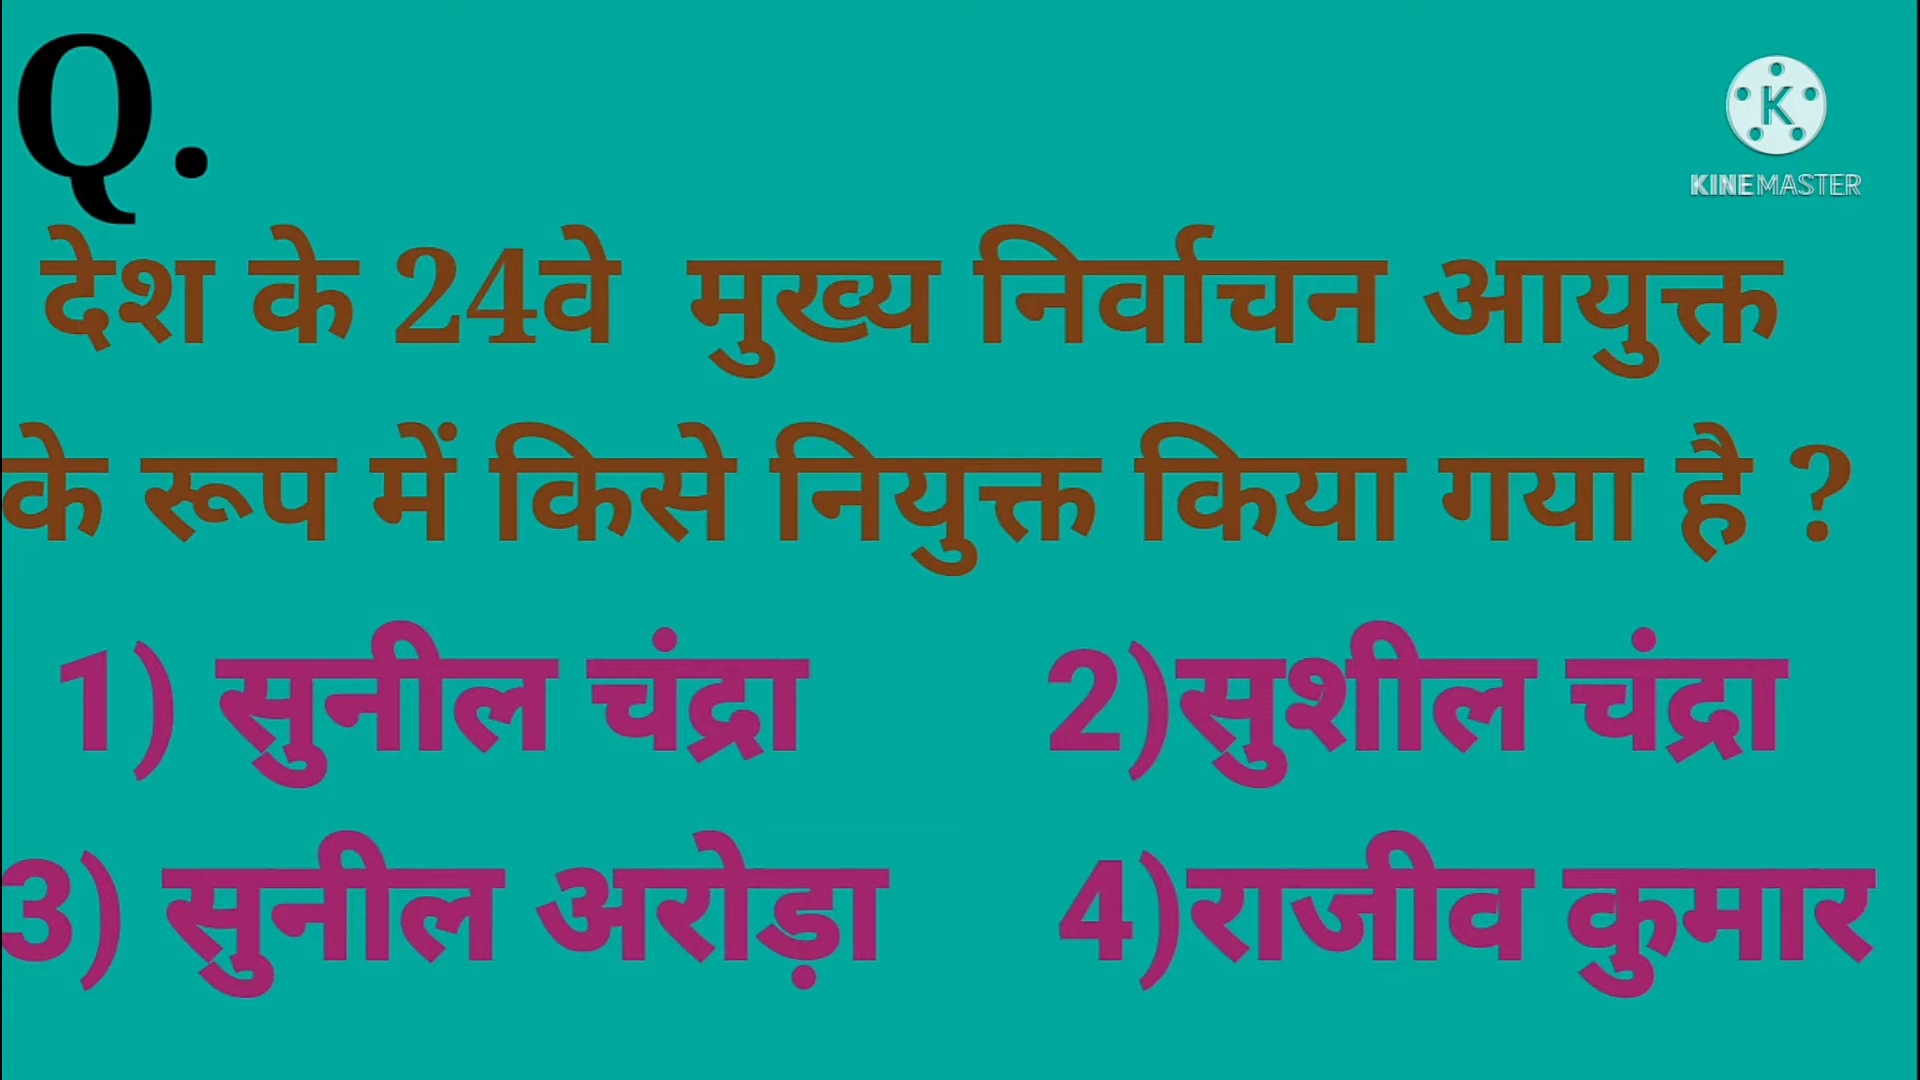 Q.
KINEMASTER
देश के 24वे मुख्य निर्वाचन आयुक्त
के रूप में किसे नियुक्त किया गया है ?
1) सुनील चंद्रा 2)सुशील चंद्रा
3) सुनील अरोड़ा 4)राजीव कुमार